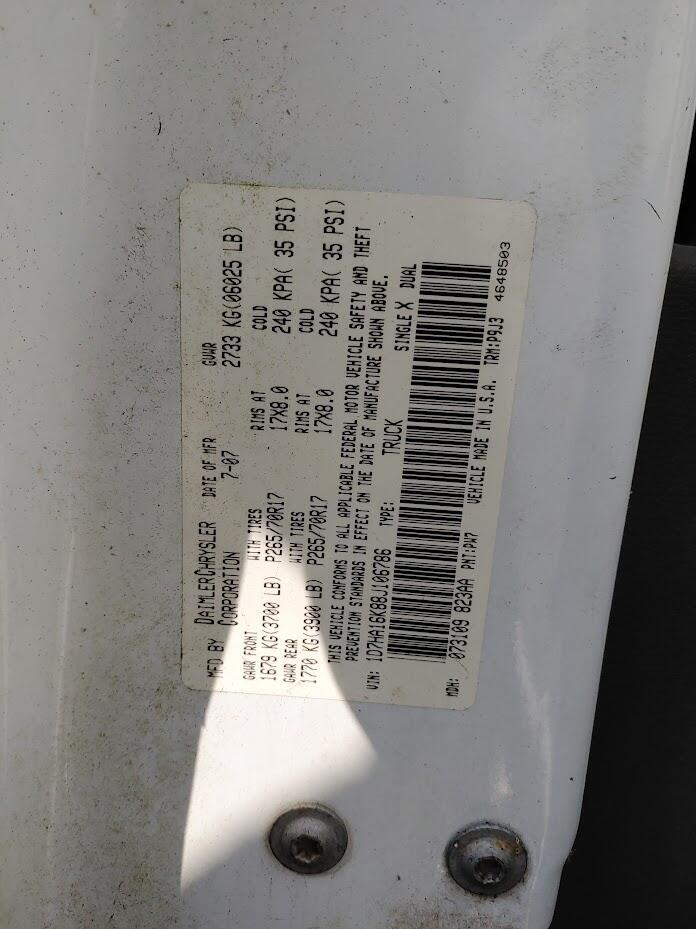 MFD BY DAIMLERCHRYSLER CORPORATION DATE OF MFR 7-07 GVWR 2733 KG(06025 LB)
GAWR FRONT WITH TIRES RIMS AT COLD
1679 KG(3700 LB) P265/70R17 17X8.0 240 KPA( 35 PSI)
GAWR REAR WITH TIRES RIMS AT COLD
1770 KG(3900 LB) P265/70R17 17X8.0 240 KPA( 35 PSI)
THIS VEHICLE CONFORMS TO ALL APPLICABLE FEDERAL MOTOR VEHICLE SAFETY AND THEFT
PREVENTION STANDARDS IN EFFECT ON THE DATE OF MANUFACTURE SHOWN ABOVE.
VIN: 1D7HA16K88J106786 TYPE: TRUCK SINGLE X DUAL
MDH: 073109 823AA PNT:PW7 VEHICLE MADE IN U.S.A. TRM:P9J3 4648503